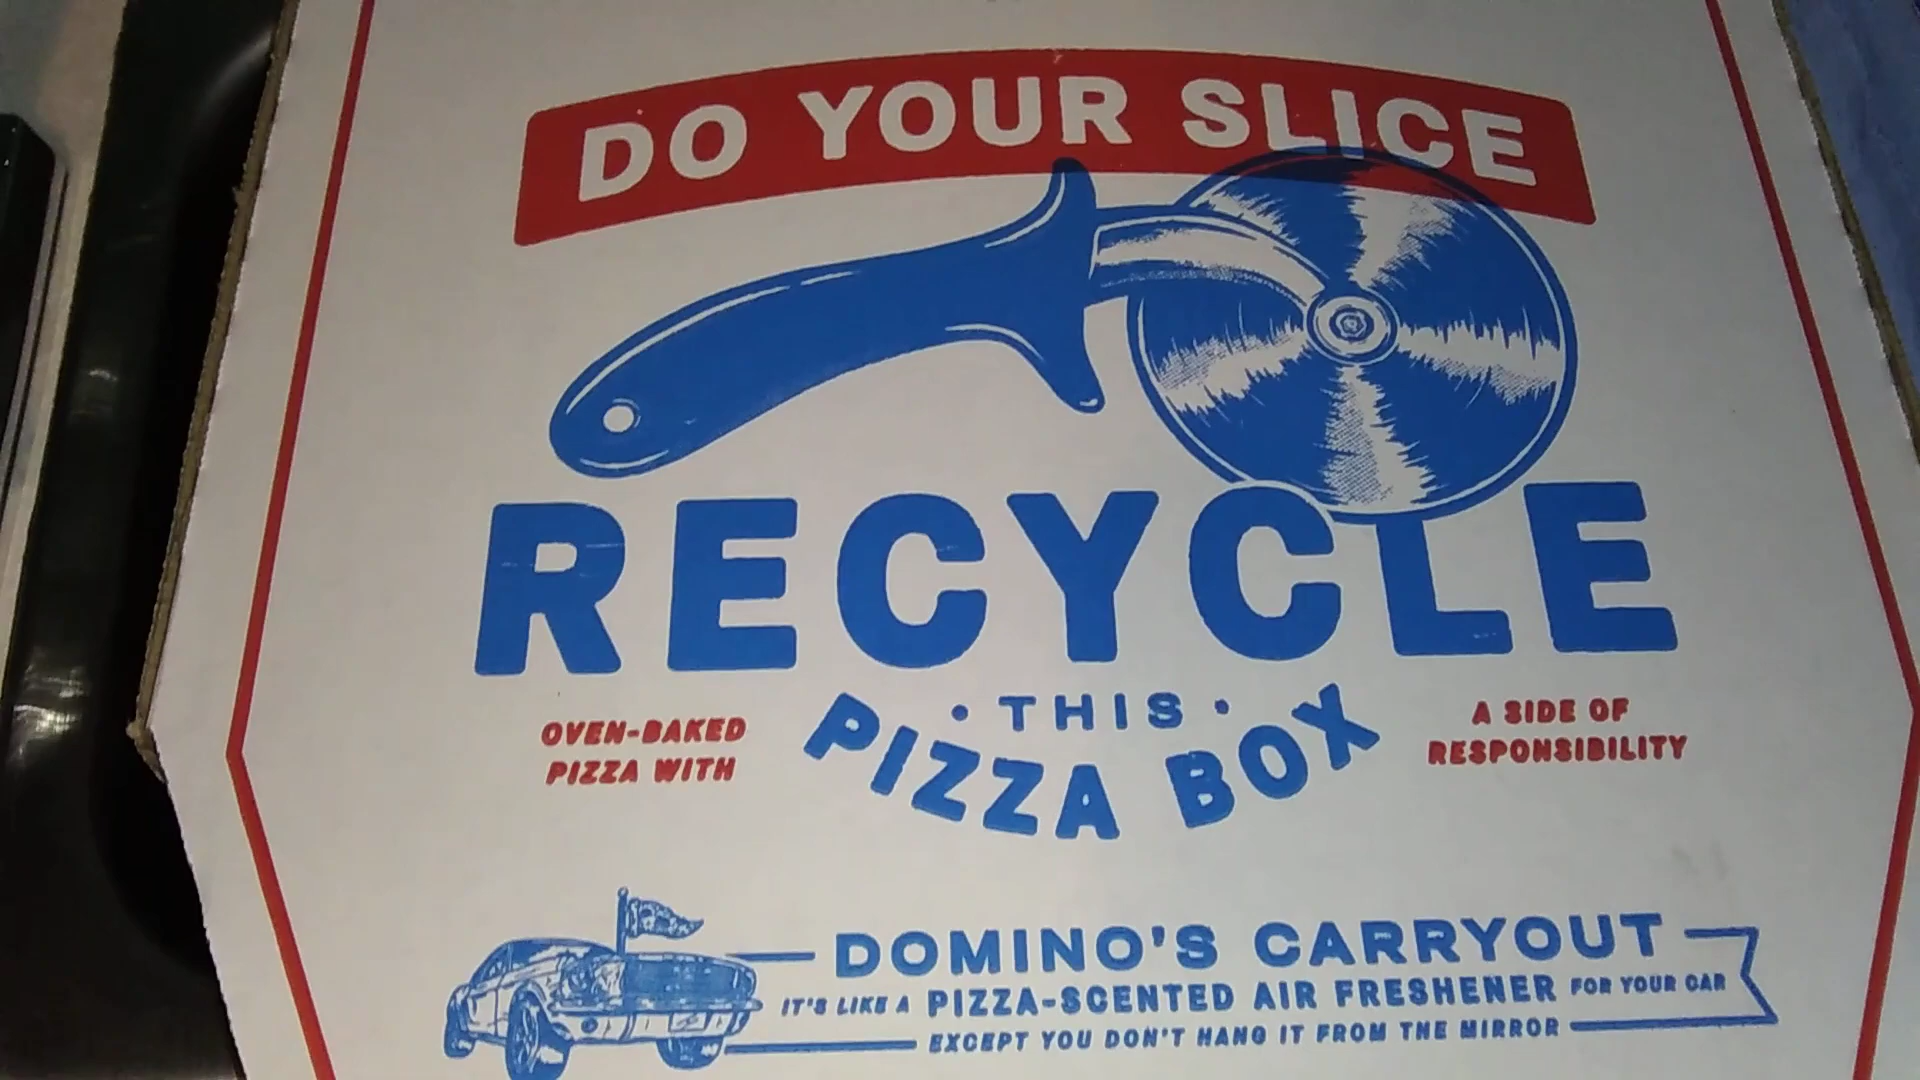 DO YOUR SLICE
RECYCLE
• THIS •
PIZZA BOX
OVEN-BAKED
PIZZA WITH
A SIDE OF
RESPONSIBILITY
DOMINO'S CARRYOUT
IT'S LIKE A PIZZA-SCENTED AIR FRESHENER FOR YOUR CAR
EXCEPT YOU DON'T HANG IT FROM THE MIRROR